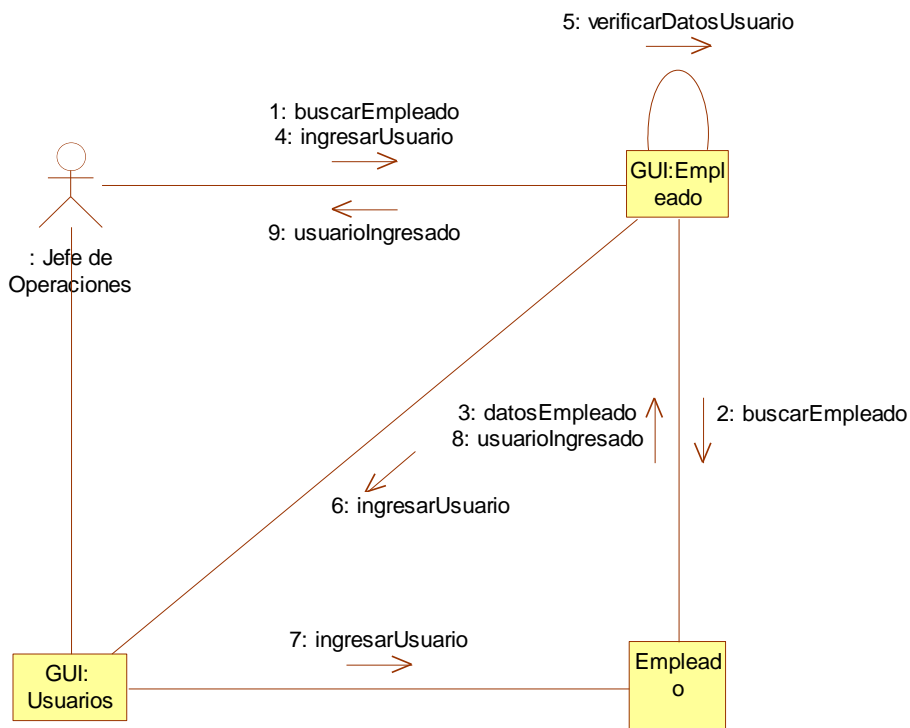 5: verificarDatosUsuario
1: buscarEmpleado
4: ingresarUsuario
GUI:Empl
eado
9: usuarioIngresado
: Jefe de
Operaciones
3: datosEmpleado
8: usuarioIngresado
2: buscarEmpleado
6: ingresarUsuario
7: ingresarUsuario
GUI:
Usuarios
Emplead
o